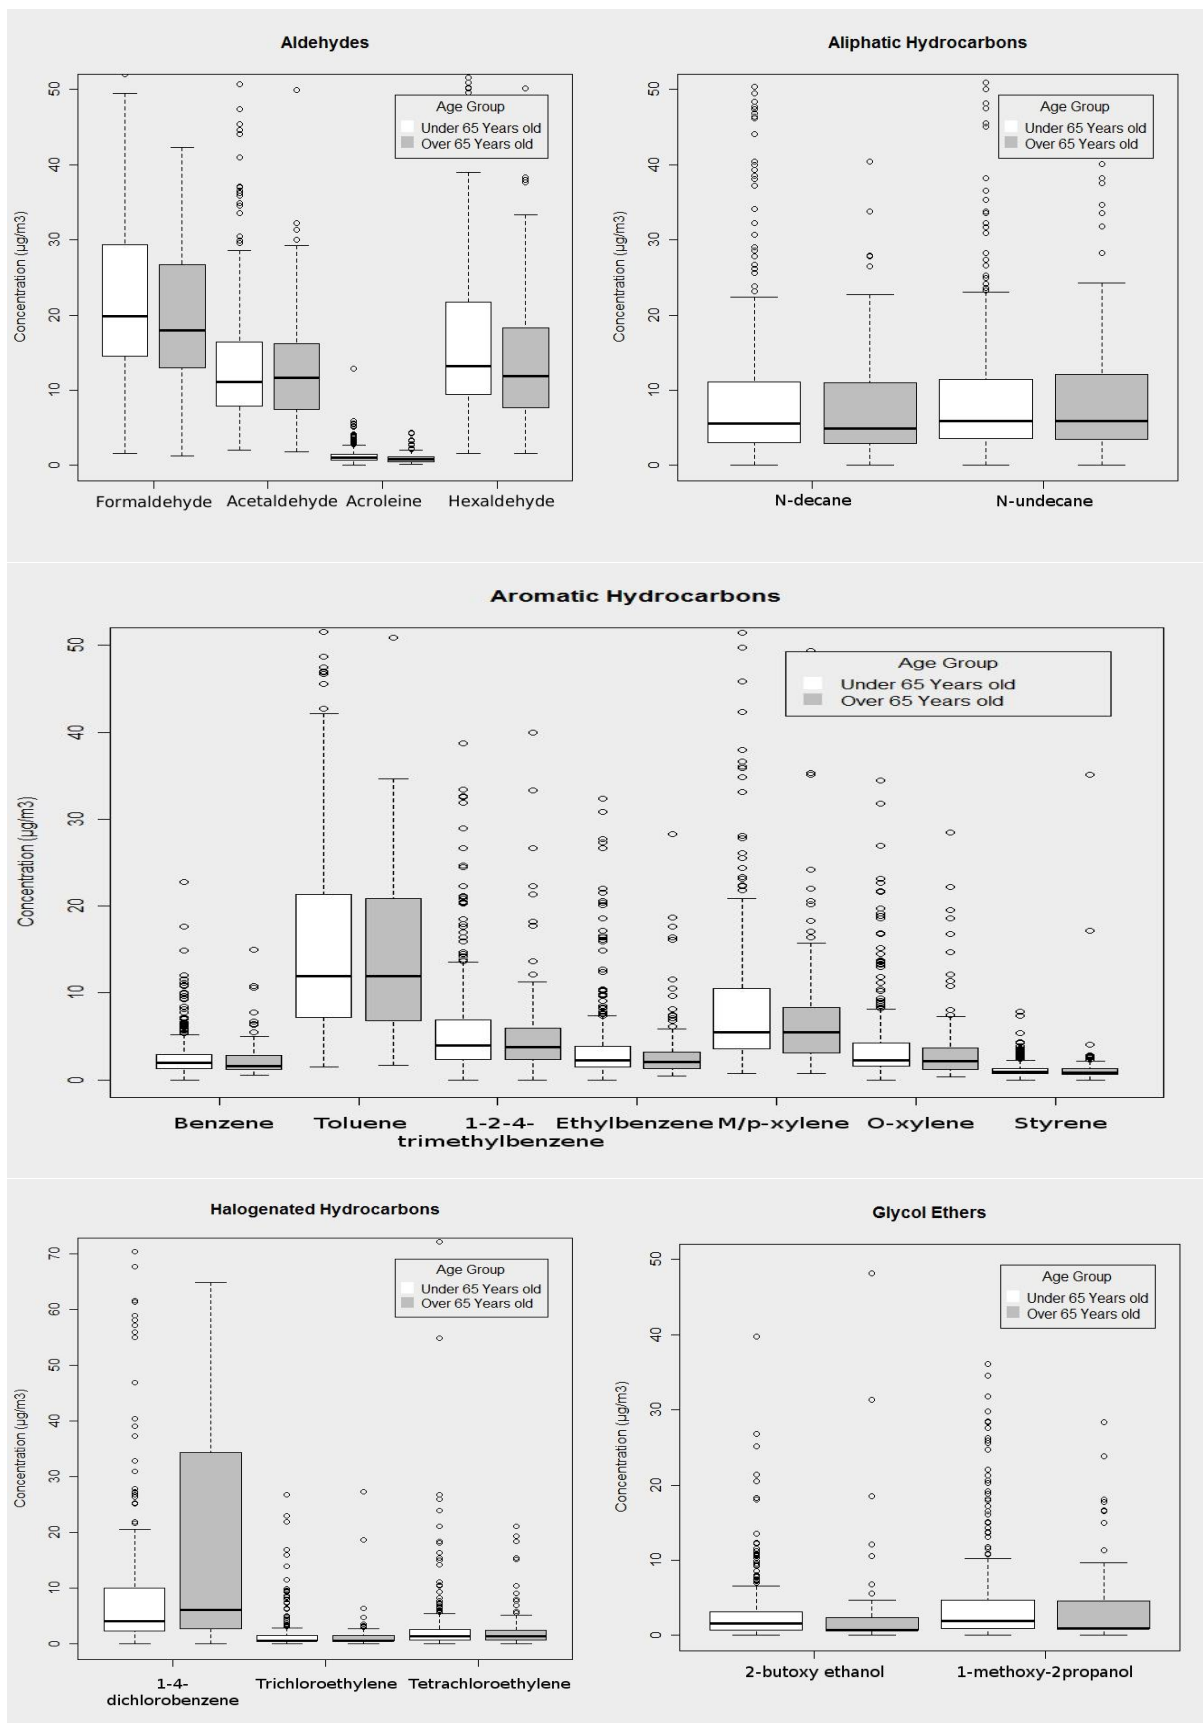 Aldehydes
Concentration (µg/m3)
50
40
30
20
10
0
Age Group
Under 65 Years old
Over 65 Years old
Formaldehyde Acetaldehyde Acroleine Hexaldehyde
Aliphatic Hydrocarbons
Concentration (µg/m3)
50
40
30
20
10
0
Age Group
Under 65 Years old
Over 65 Years old
N-decane N-undecane
Aromatic Hydrocarbons
Concentration (µg/m3)
50
40
30
20
10
0
Age Group
Under 65 Years old
Over 65 Years old
Benzene Toluene 1-2-4- Ethylbenzene M/p-xylene O-xylene Styrene
trimethylbenzene
Halogenated Hydrocarbons
Concentration (µg/m3)
70
60
50
40
30
20
10
0
Age Group
Under 65 Years old
Over 65 Years old
1-4- Trichloroethylene Tetrachloroethylene
dichlorobenzene
Glycol Ethers
Concentration (µg/m3)
50
40
30
20
10
0
Age Group
Under 65 Years old
Over 65 Years old
2-butoxy ethanol 1-methoxy-2propanol